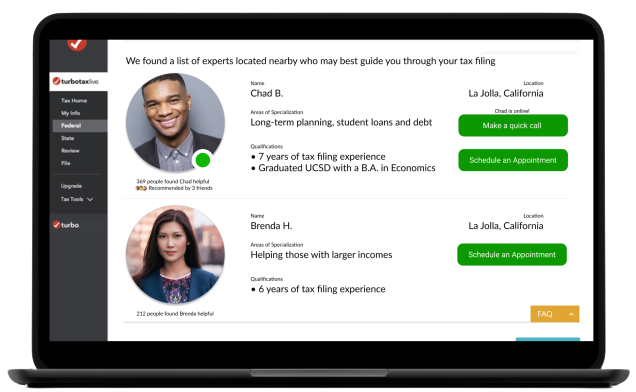 We found a list of experts located nearby who may best guide you through your tax filing
turbotaxlive.
Tax Home
My Info
Federal
State
Review
File
Upgrade
Tax Tools
turbo
Name
Chad B.
Areas of Specialization
Long-term planning, student loans and debt
Qualifications
• 7 years of tax filing experience
• Graduated UCSD with a B.A. in Economics
Location
La Jolla, California
Chad is online!
Make a quick call
Schedule an Appointment
369 people found Chad helpful
Recommended by 3 friends
Name
Brenda H.
Areas of Specialization
Helping those with larger incomes
Qualifications
• 6 years of tax filing experience
Location
La Jolla, California
Schedule an Appointment
212 people found Brenda helpful
FAQ